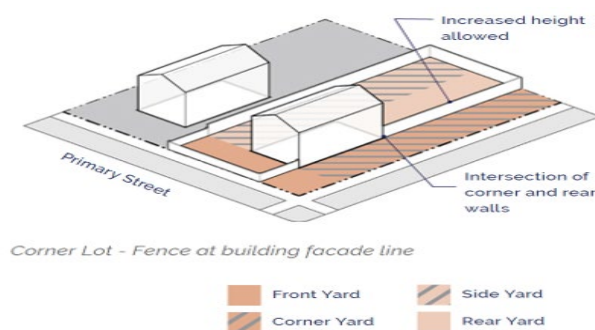 Increased height
allowed
Primary Street
Intersection of
corner and rear
walls
Corner Lot - Fence at building facade line
Front Yard
Side Yard
Corner Yard
Rear Yard